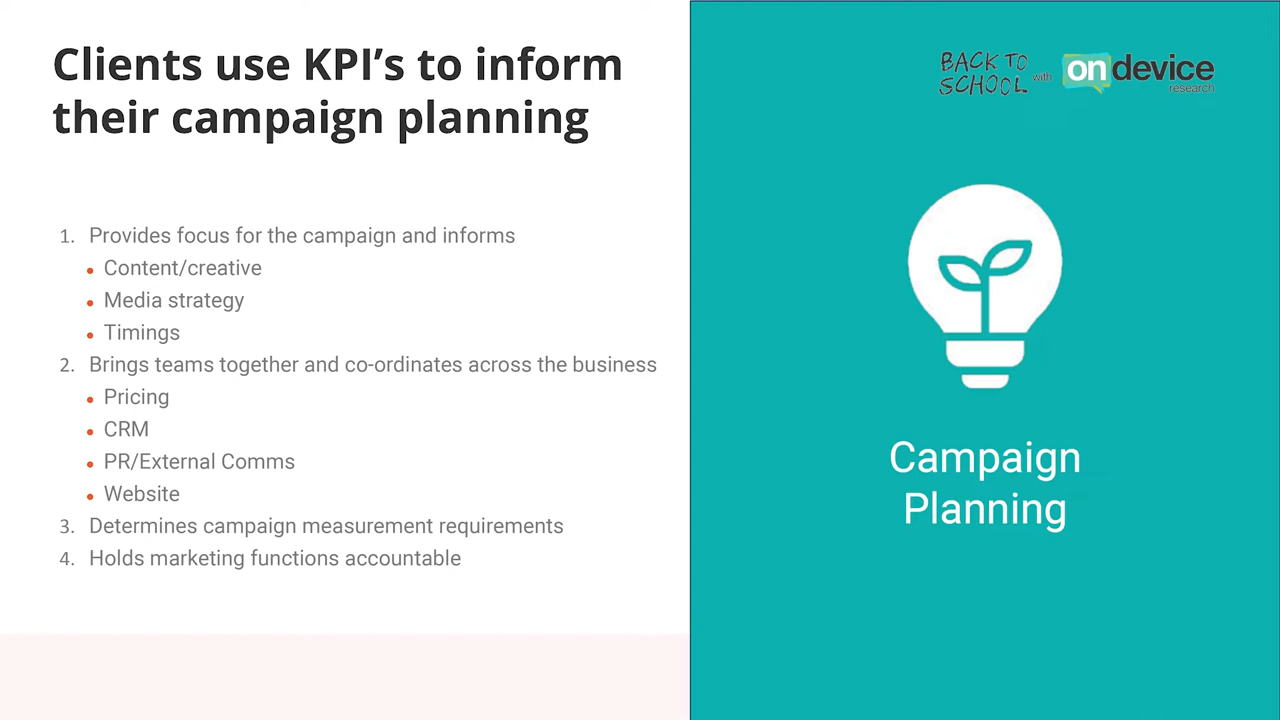 Clients use KPI's to inform
their campaign planning
1. Provides focus for the campaign and informs
• Content/creative
• Media strategy
• Timings
2. Brings teams together and co-ordinates across the business
• Pricing
• CRM
• PR/External Comms
• Website
3. Determines campaign measurement requirements
4. Holds marketing functions accountable
BACK TO
SCHOOL with
ondevice
research
Campaign
Planning